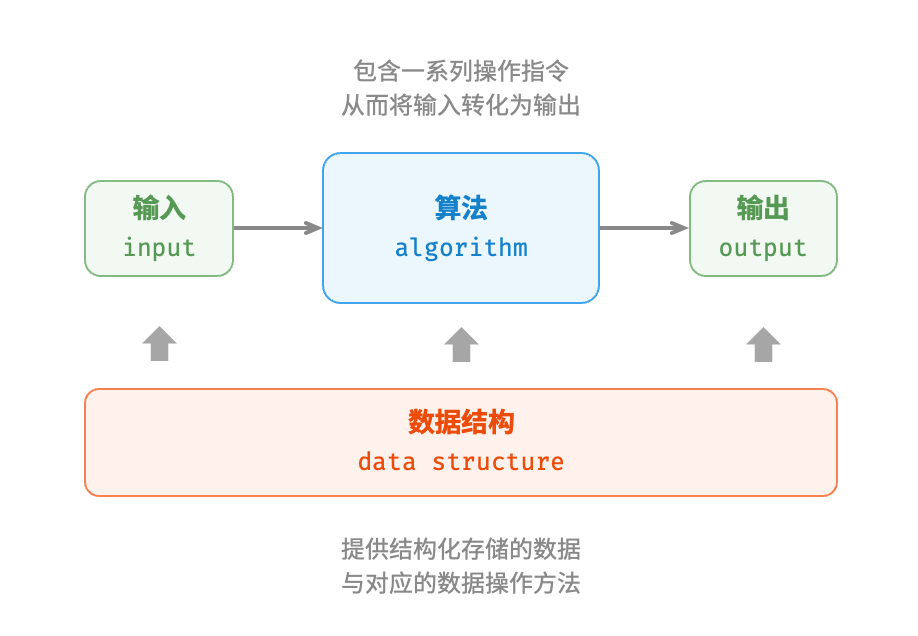 包含一系列操作指令
从而将输入转化为输出
输入
input
算法
algorithm
输出
output
数据结构
data structure
提供结构化存储的数据
与对应的数据操作方法